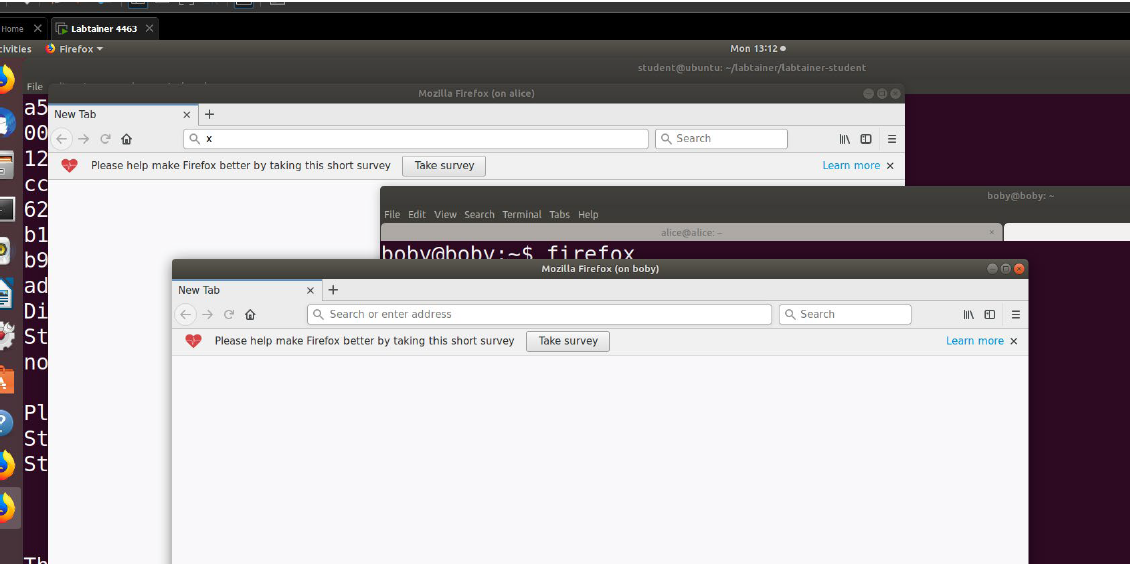 Home Labtainer 4463
Firefox
Mon 13:12
student@ubuntu: ~/labtainer/labtainer-student
File
Mozilla Firefox (on alice)
New Tab
x
Search
Please help make Firefox better by taking this short survey Take survey Learn more
boby@boby: ~
File Edit View Search Terminal Tabs Help
alice@alice: ~
boby@boby:~$ firefox
Mozilla Firefox (on boby)
New Tab
Search or enter address
Search
Please help make Firefox better by taking this short survey Take survey Learn more
a5
00
12
cc
62
b1
b9
ad
Di
St
no
Pl
St
St
Th